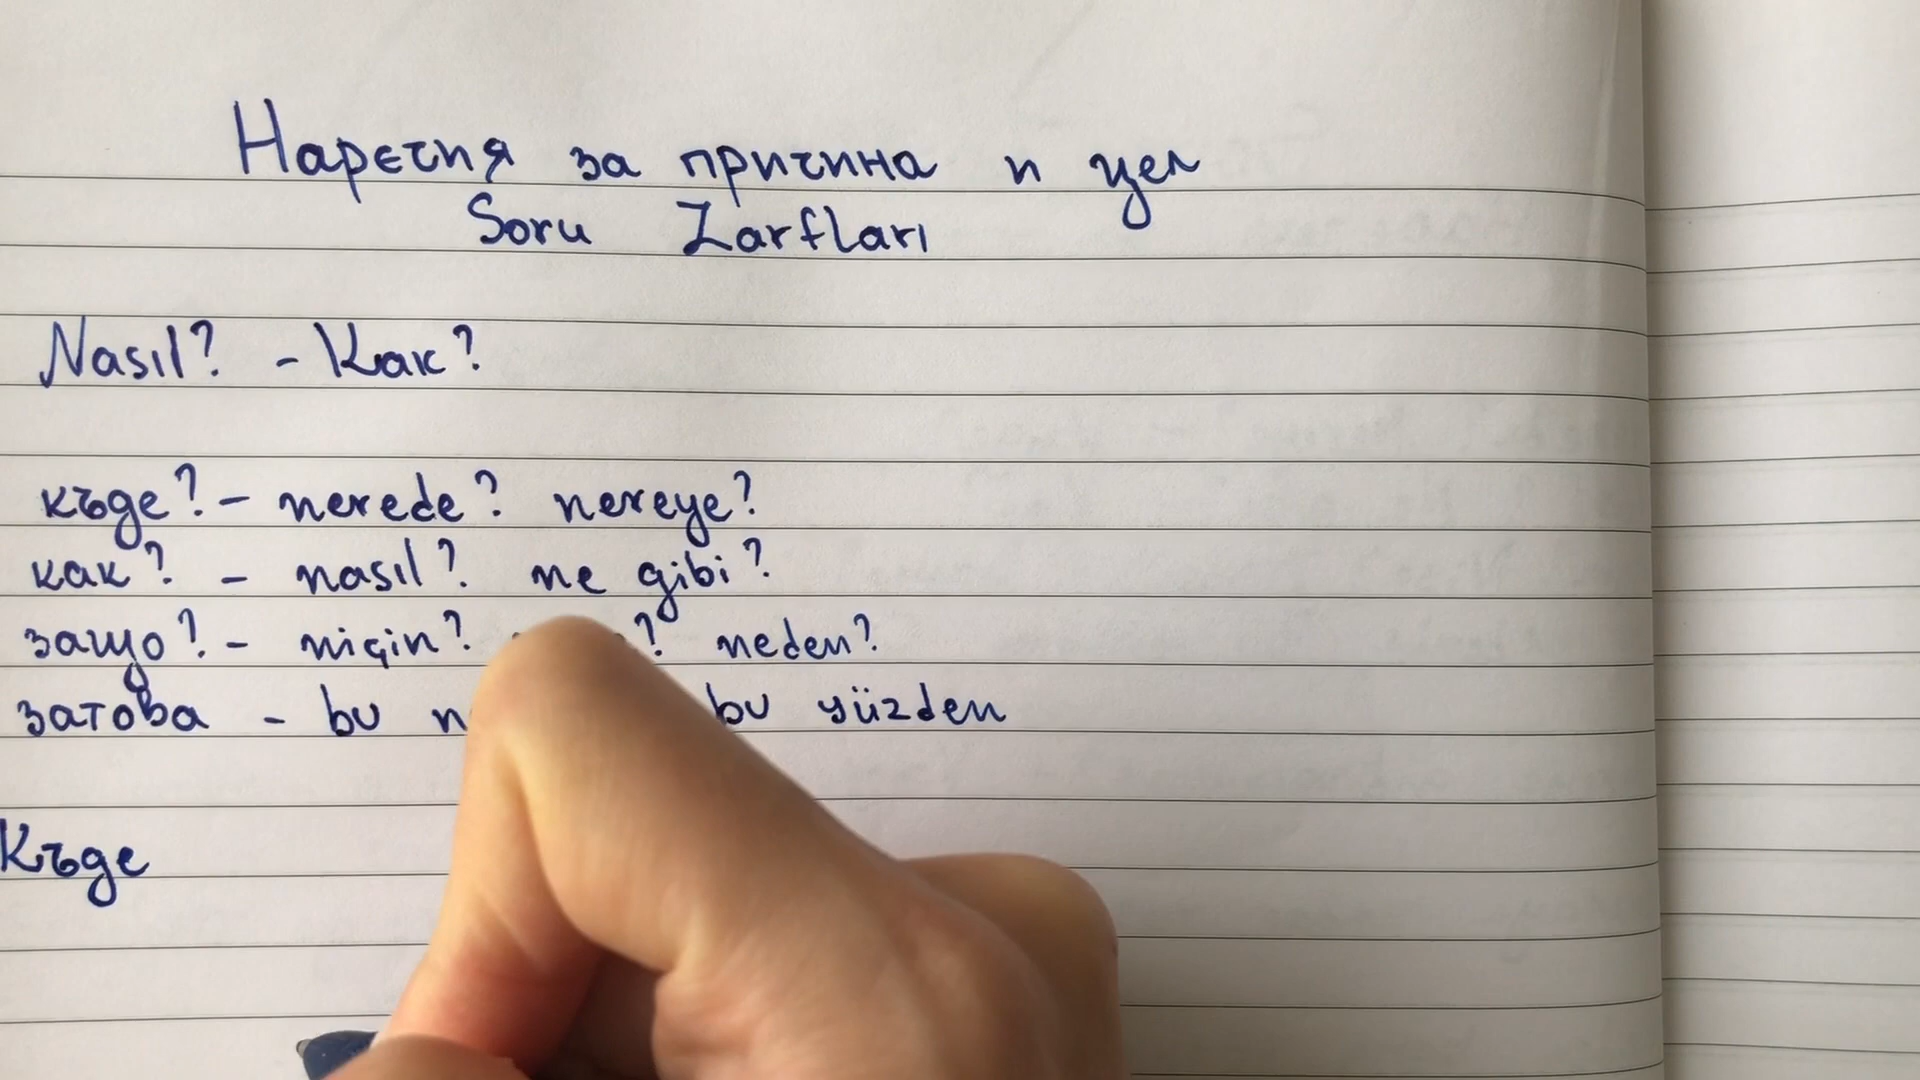 Наречия за причина и цел
Soru Zarfları
Nasıl? - Как?
къде? - nerede? nereye?
как? - nasıl? ne gibi?
защо? - niçin? neden?
затова - bu bu yüzden
Къде